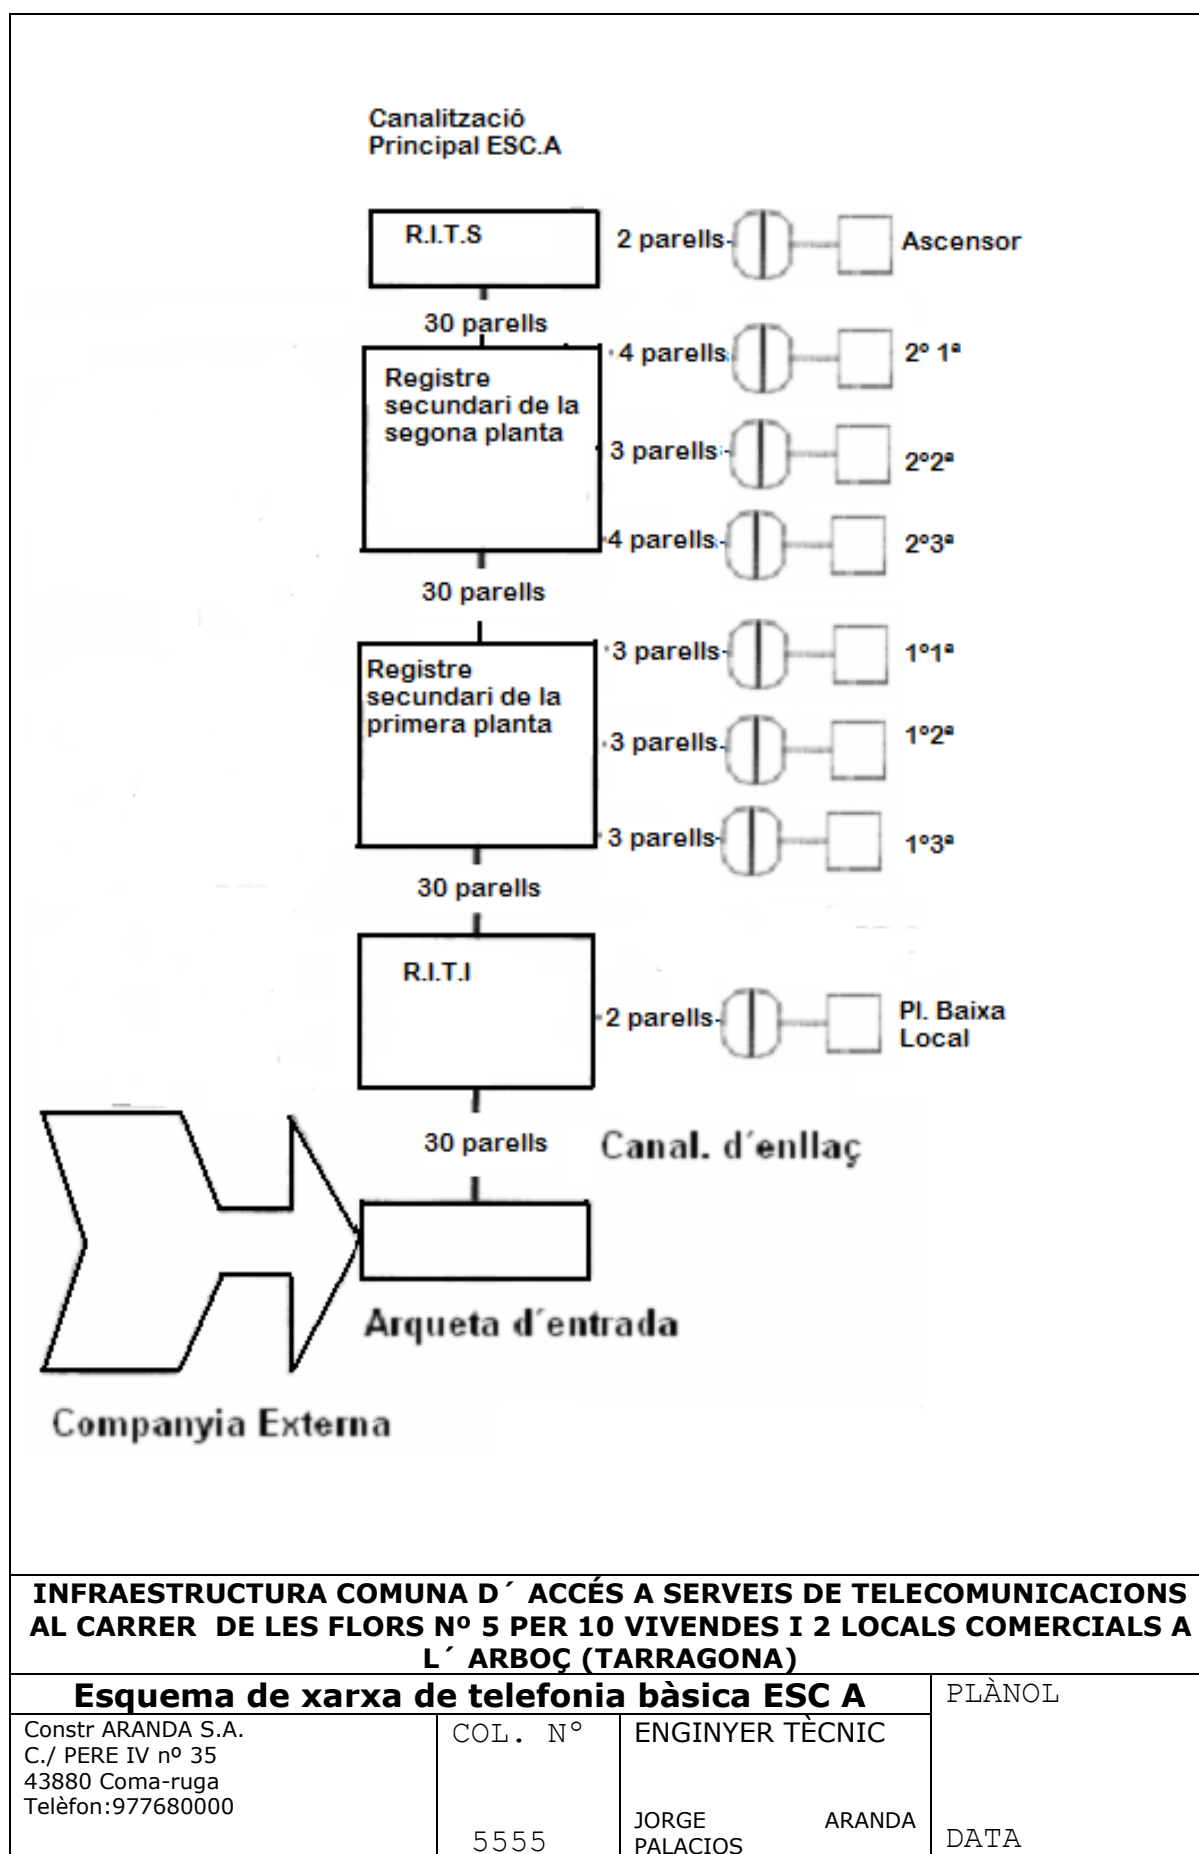 Canalització
Principal ESC.A
R.I.T.S
2 parells
Ascensor
30 parells
4 parells
2º 1ª
Registre
secundari de la
segona planta
3 parells
2º2ª
4 parells
2º3ª
30 parells
3 parells
1º1ª
Registre
secundari de la
primera planta
3 parells
1º2ª
3 parells
1º3ª
30 parells
R.I.T.I
2 parells
Pl. Baixa
Local
30 parells
Canal. d´enllaç
Arqueta d´entrada
Companyia Externa
INFRAESTRUCTURA COMUNA D´ ACCÉS A SERVEIS DE TELECOMUNICACIONS
AL CARRER DE LES FLORS Nº 5 PER 10 VIVENDES I 2 LOCALS COMERCIALS A
L´ ARBOÇ (TARRAGONA)
Esquema de xarxa de telefonia bàsica ESC A
PLÀNOL
Constr ARANDA S.A.
C./ PERE IV nº 35
43880 Coma-ruga
Telèfon:977680000
COL. Nº
5555
ENGINYER TÈCNIC
JORGE ARANDA
PALACIOS
DATA